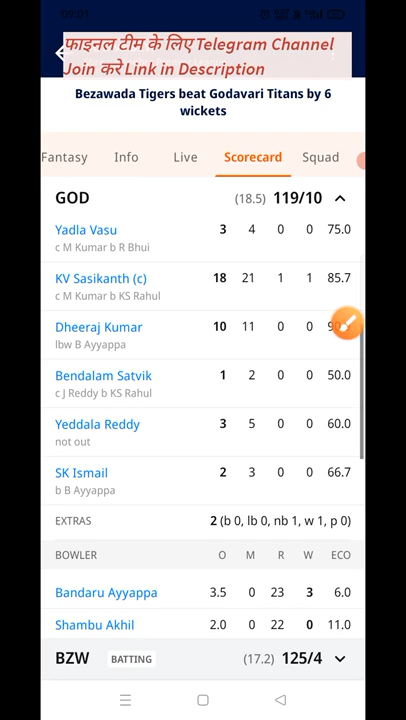 09:01
फाइनल टीम के लिए Telegram Channel
Join करे Link in Description
Bezawada Tigers beat Godavari Titans by 6
wickets
Fantasy Info Live Scorecard Squad
GOD (18.5) 119/10
Yadla Vasu 3 4 0 0 75.0
c M Kumar b R Bhui
KV Sasikanth (c) 18 21 1 1 85.7
c M Kumar b KS Rahul
Dheeraj Kumar 10 11 0 0
lbw B Ayyappa
Bendalam Satvik 1 2 0 0 50.0
c J Reddy b KS Rahul
Yeddala Reddy 3 5 0 0 60.0
not out
SK Ismail 2 3 0 0 66.7
b B Ayyappa
EXTRAS 2 (b 0, lb 0, nb 1, w 1, p 0)
BOWLER O M R W ECO
Bandaru Ayyappa 3.5 0 23 3 6.0
Shambu Akhil 2.0 0 22 0 11.0
BZW BATTING (17.2) 125/4